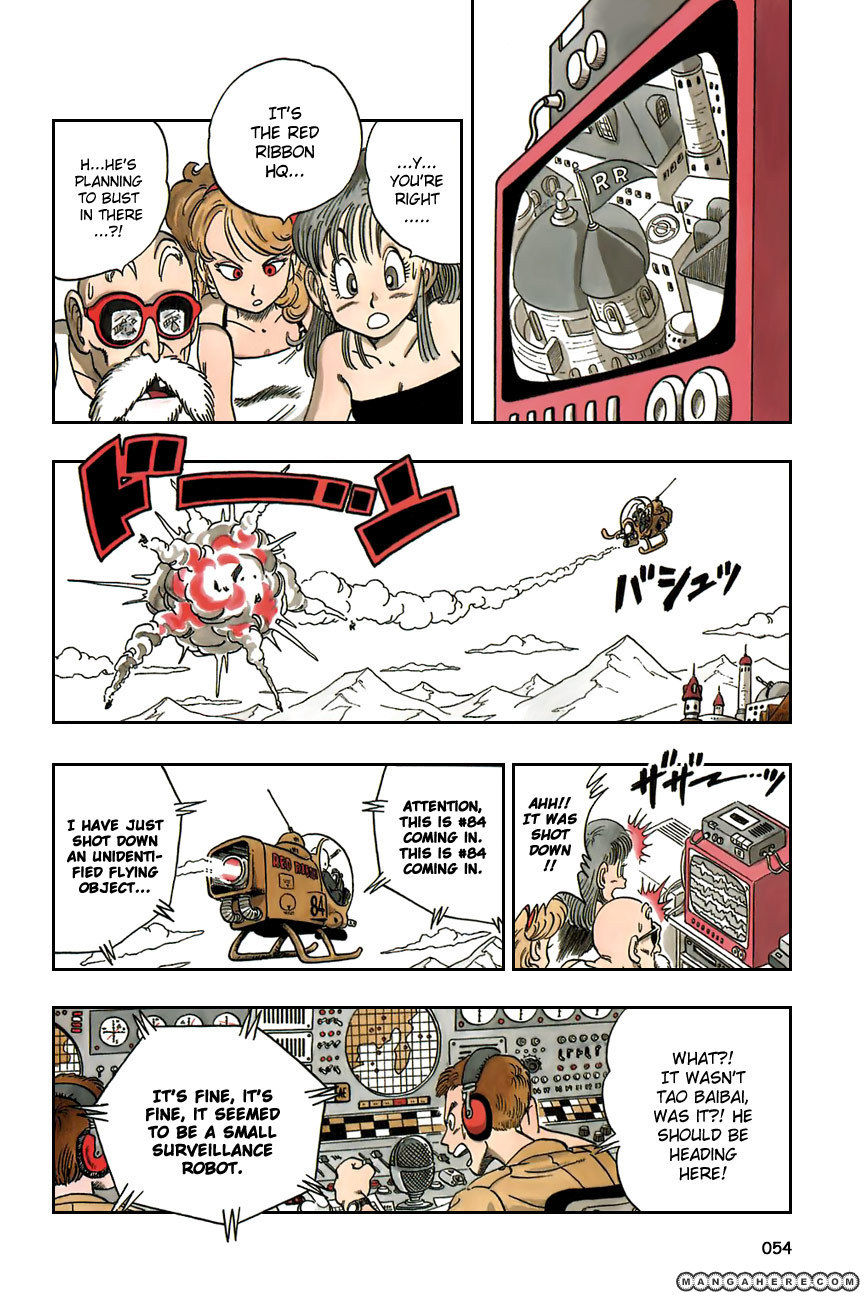 RR
...Y...
YOU'RE
RIGHT
.....
IT'S
THE RED
RIBBON
HQ...
H...HE'S
PLANNING
TO BUST
IN THERE
...?!
ドーン
バシュッ
AHH!!
IT WAS
SHOT
DOWN
!!
ザザー...ッ
ATTENTION,
THIS IS #84
COMING IN.
THIS IS #84
COMING IN.
I HAVE JUST
SHOT DOWN
AN UNIDENTI-
FIED FLYING
OBJECT...
84
WHAT?!
IT WASN'T
TAO BAIBAI,
WAS IT?! HE
SHOULD BE
HEADING
HERE!
IT'S FINE, IT'S
FINE, IT SEEMED
TO BE A SMALL
SURVEILLANCE
ROBOT.
054
MANGAHERE.COM